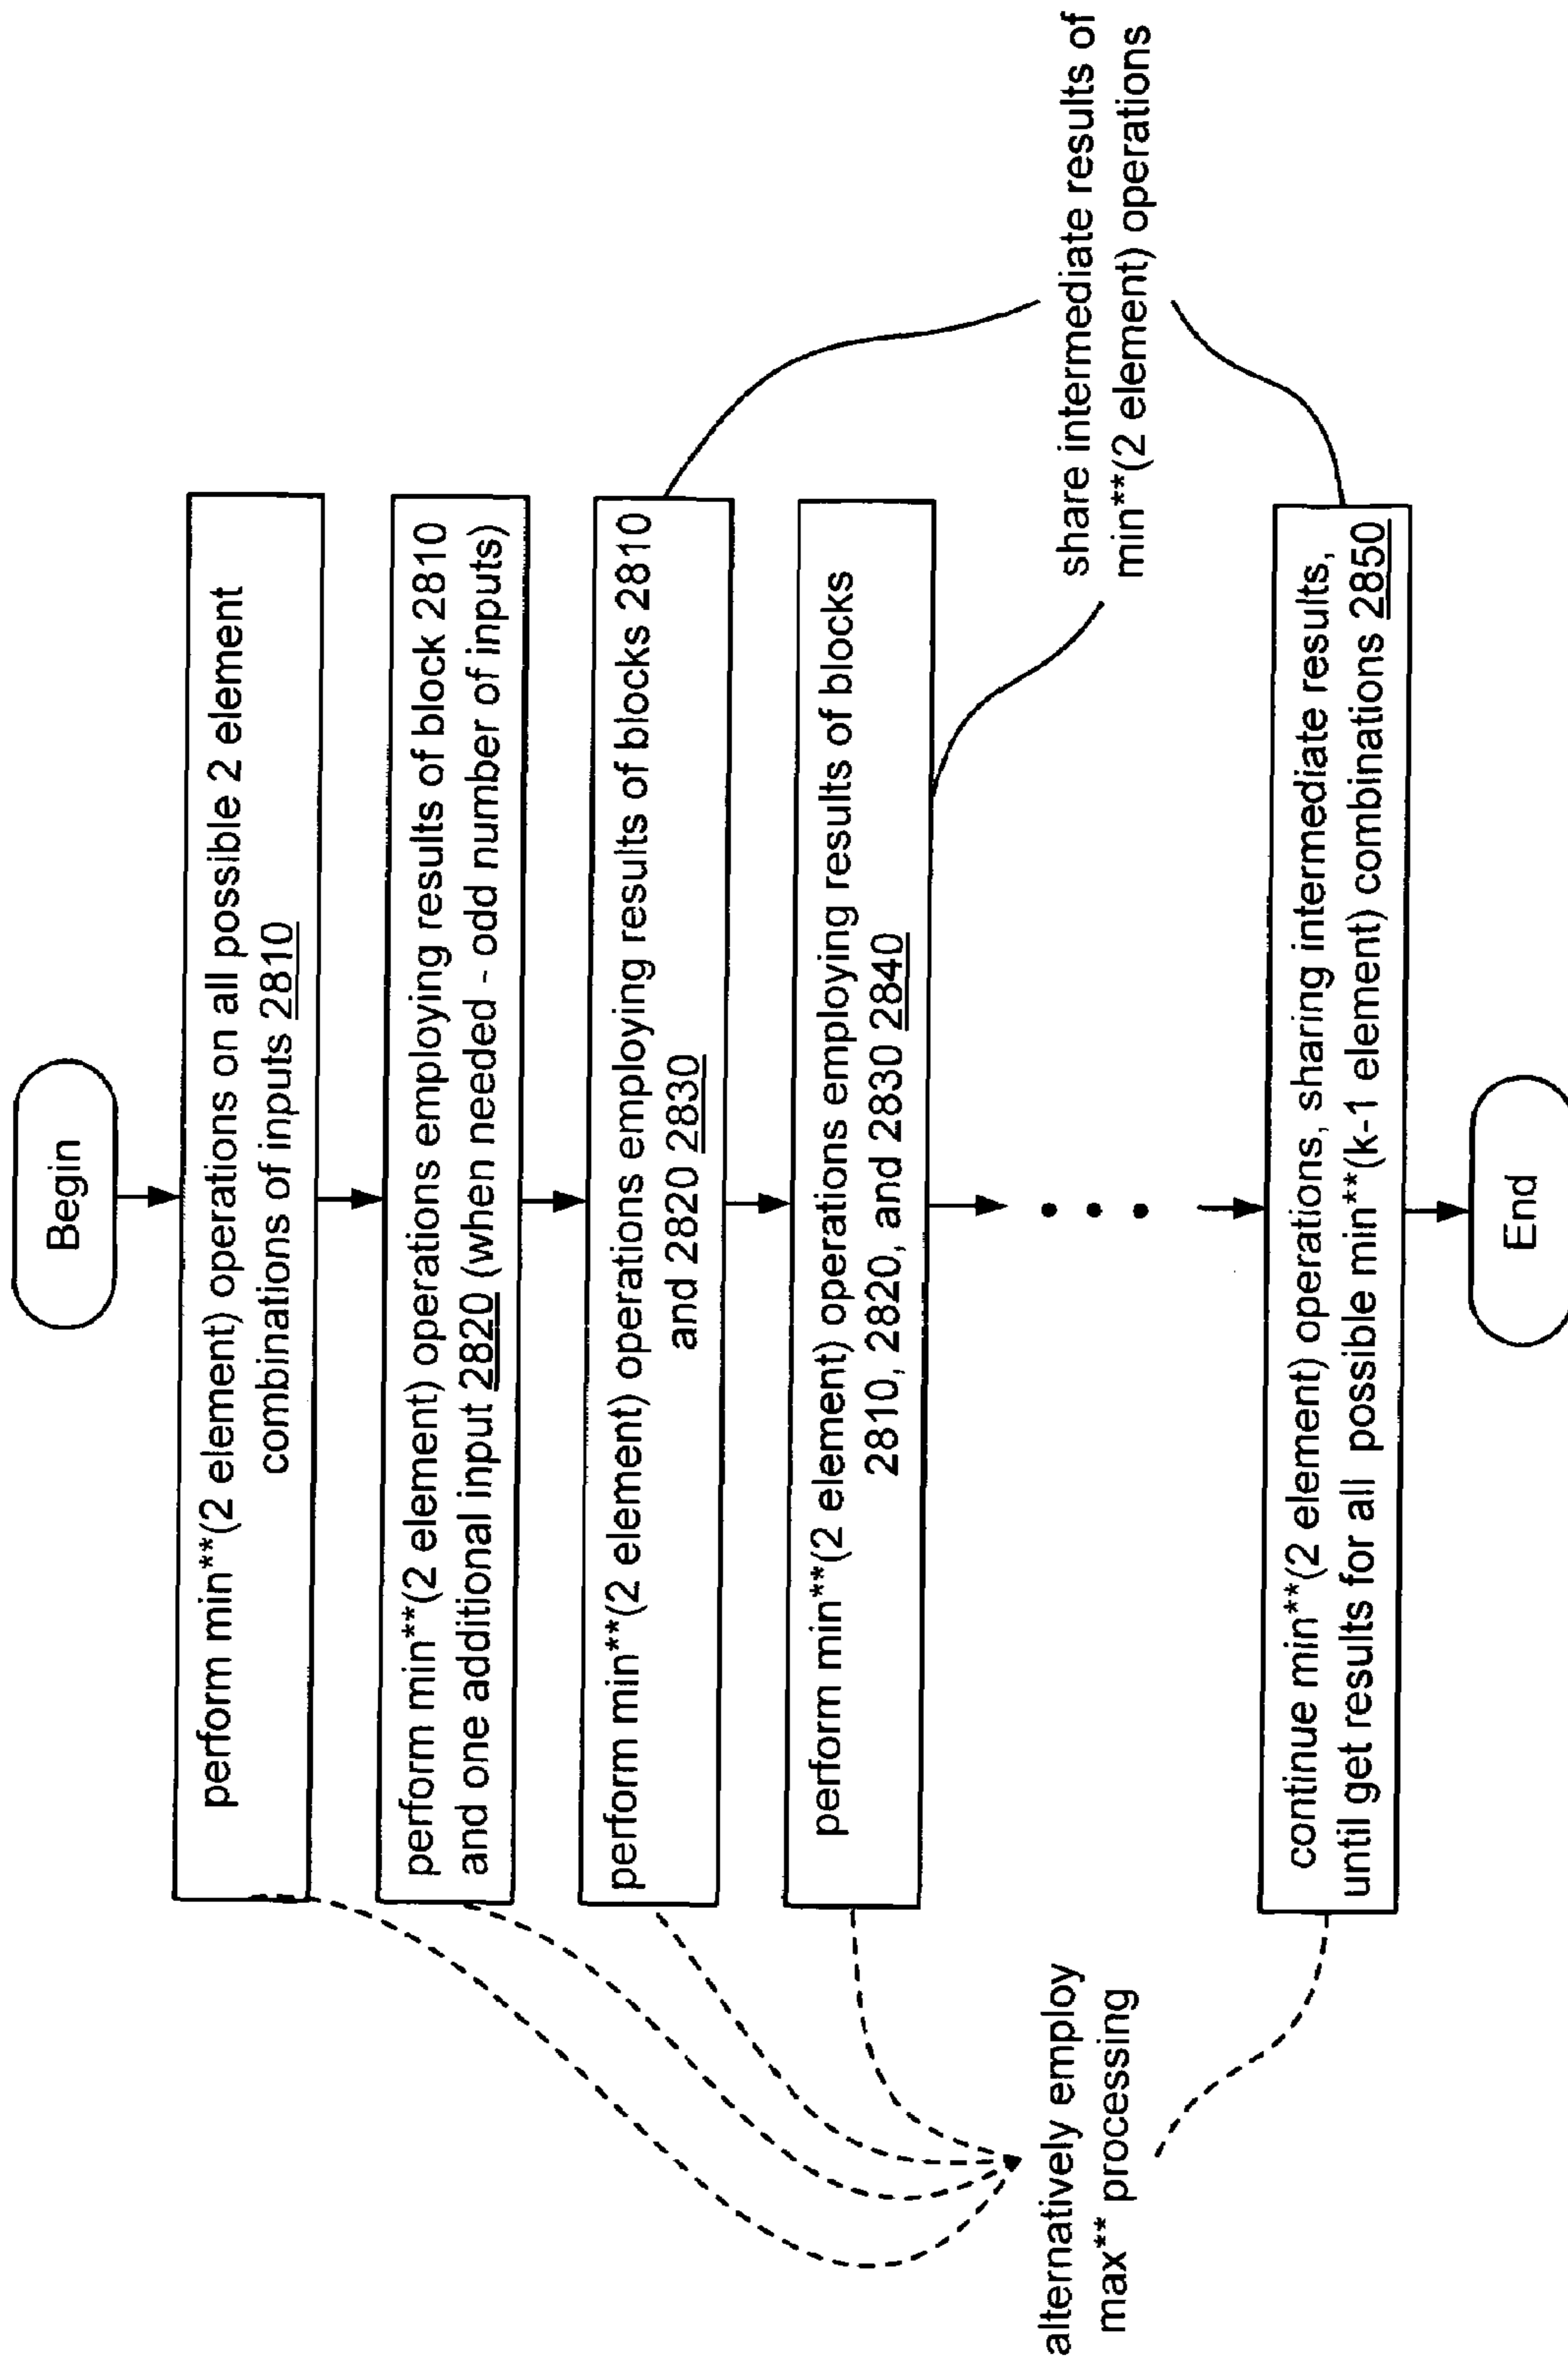 Begin
perform min**(2 element) operations on all possible 2 element
combinations of inputs 2810
perform min**(2 element) operations employing results of block 2810
and one additional input 2820 (when needed - odd number of inputs)
perform min**(2 element) operations employing results of blocks 2810
and 2820 2830
perform min**(2 element) operations employing results of blocks
2810, 2820, and 2830 2840
share intermediate results of
min**(2 element) operations
alternatively employ
max** processing
continue min**(2 element) operations, sharing intermediate results,
until get results for all possible min**(k-1 element) combinations 2850
End